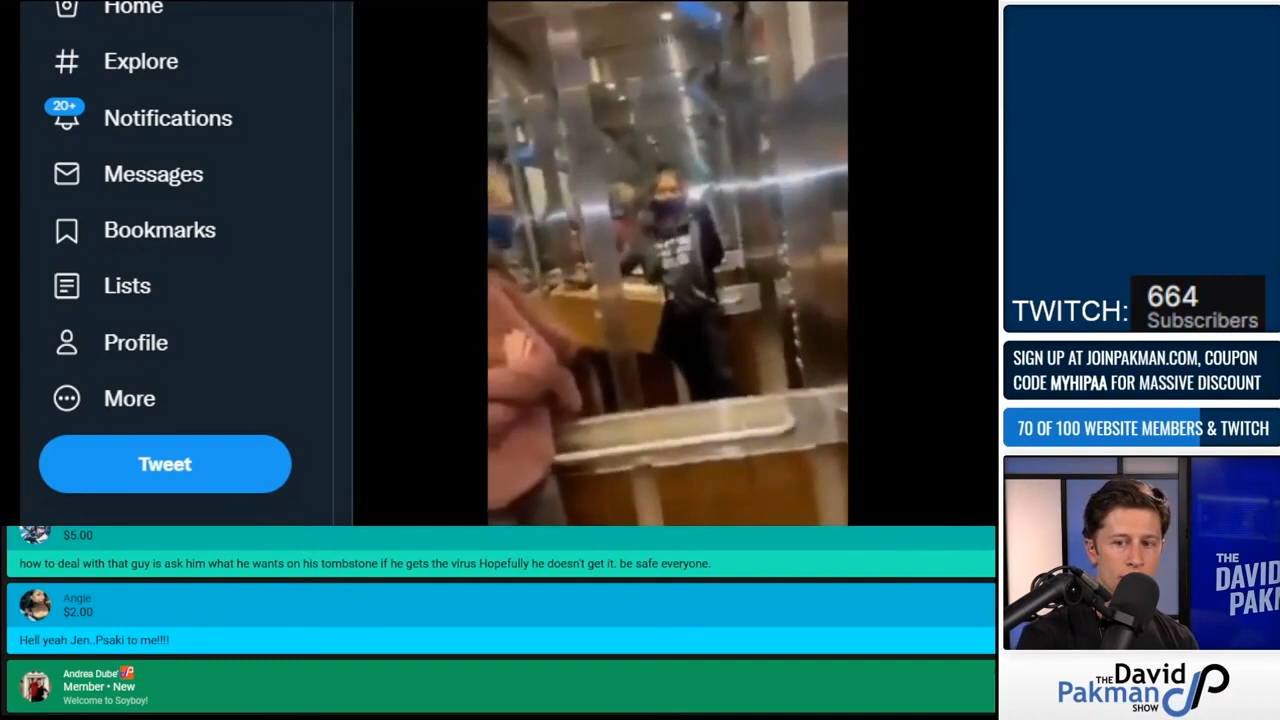 Home
Explore
20+
Notifications
Messages
Bookmarks
Lists
Profile
More
Tweet
$5.00
how to deal with that guy is ask him what he wants on his tombstone if he gets the virus Hopefully he doesn't get it. be safe everyone.
Angie
$2.00
Hell yeah Jen..Psaki to me!!!!
Andrea Dube'
Member • New
Welcome to Soyboy!
TWITCH:
664
Subscribers
SIGN UP AT JOINPAKMAN.COM, COUPON
CODE MYHIPAA FOR MASSIVE DISCOUNT
70 OF 100 WEBSITE MEMBERS & TWITCH
THE
DAVID
PAKM
THE David
Pakman
SHOW